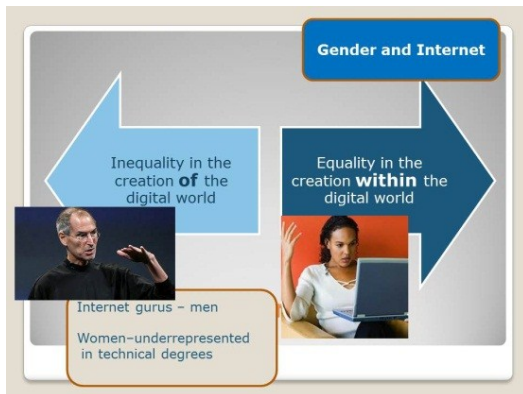 Gender and Internet
Inequality in the
creation of the
digital world
Equality in the
creation within the
digital world
Internet gurus – men
Women–underrepresented
in technical degrees